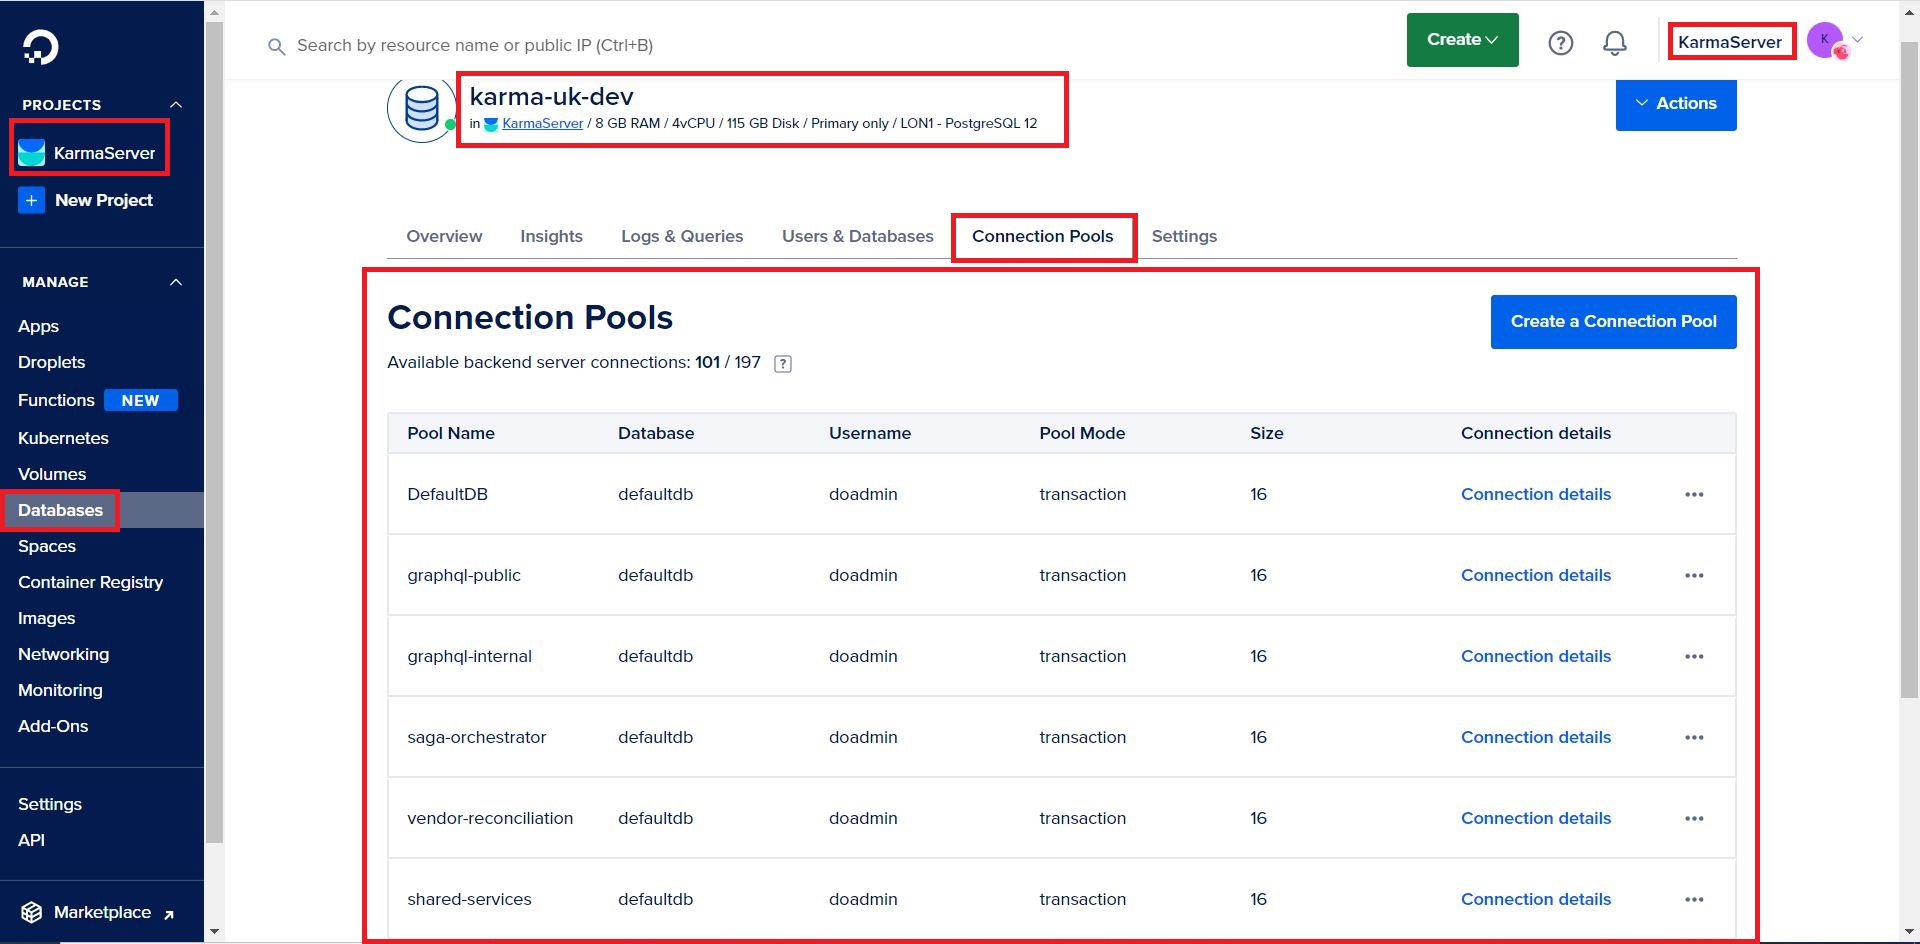 Search by resource name or public IP (Ctrl+B)
Create
?
KarmaServer
K
PROJECTS
KarmaServer
+ New Project
MANAGE
Apps
Droplets
Functions NEW
Kubernetes
Volumes
Databases
Spaces
Container Registry
Images
Networking
Monitoring
Add-Ons
Settings
API
Marketplace
karma-uk-dev
in KarmaServer / 8 GB RAM / 4vCPU / 115 GB Disk / Primary only / LON1 - PostgreSQL 12
Actions
Overview Insights Logs & Queries Users & Databases Connection Pools Settings
Connection Pools
Create a Connection Pool
Available backend server connections: 101 / 197 ?
Pool Name Database Username Pool Mode Size Connection details
DefaultDB defaultdb doadmin transaction 16 Connection details
graphql-public defaultdb doadmin transaction 16 Connection details
graphql-internal defaultdb doadmin transaction 16 Connection details
saga-orchestrator defaultdb doadmin transaction 16 Connection details
vendor-reconciliation defaultdb doadmin transaction 16 Connection details
shared-services defaultdb doadmin transaction 16 Connection details